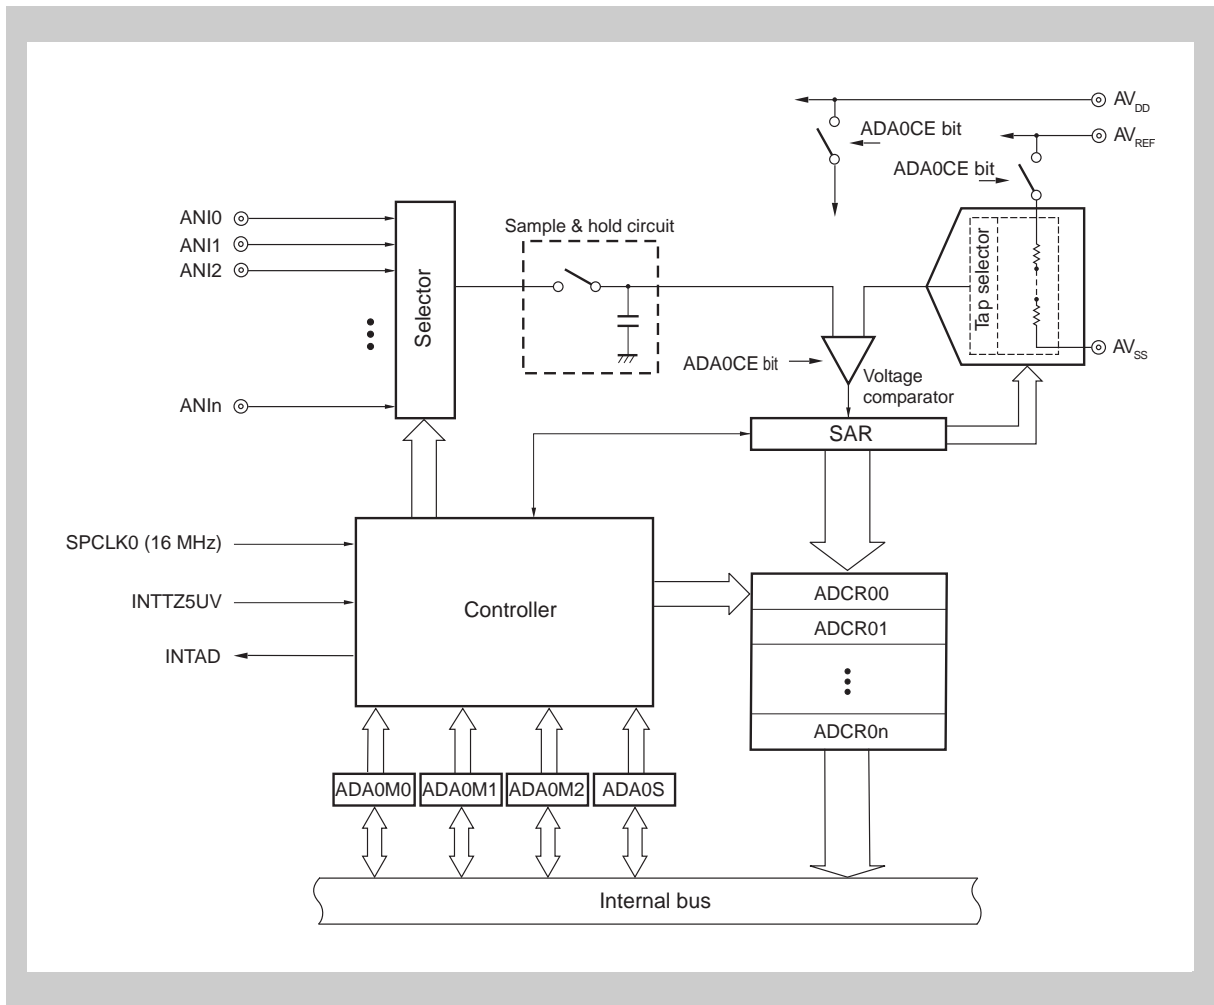 AVDD
ADA0CE bit
AVREF
ADA0CE bit
ANI0
ANI1
ANI2
ANIn
Selector
Sample & hold circuit
Tap selector
AVSS
ADA0CE bit
Voltage
comparator
SAR
SPCLK0 (16 MHz)
INTTZ5UV
INTAD
Controller
ADCR00
ADCR01
ADCR0n
ADA0M0
ADA0M1
ADA0M2
ADA0S
Internal bus